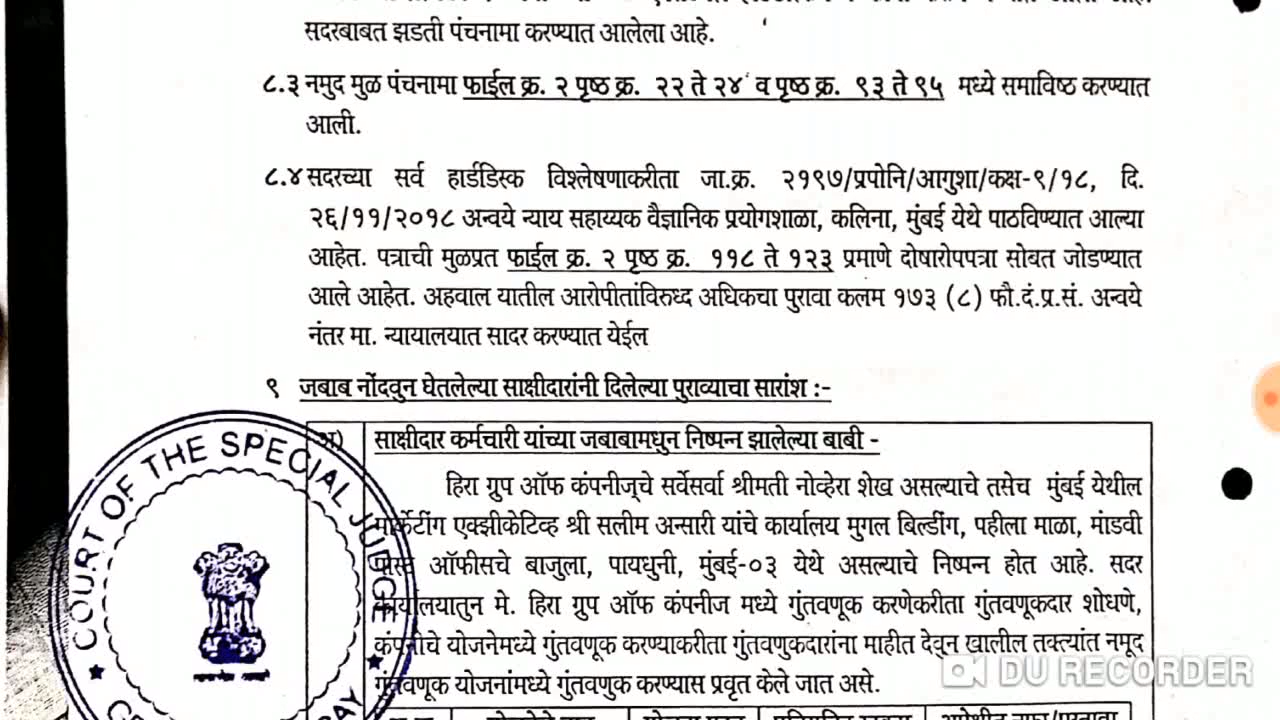 सदरबाबत झडती पंचनामा करण्यात आलेला आहे.
८.३ नमुद मुळ पंचनामा फाईल क्र. २ पृष्ठ क्र. २२ ते २४ व पृष्ठ क्र. ९३ ते ९५ मध्ये समाविष्ठ करण्यात
आली.
८.४ सदरच्या सर्व हार्डडिस्क विश्लेषणाकरीता जा.क्र. २१९७/प्रपोनि/आगुशा/कक्ष-९/१८, दि.
२६/११/२०१८ अन्वये न्याय सहाय्यक वैज्ञानिक प्रयोगशाळा, कलिना, मुंबई येथे पाठविण्यात आल्या
आहेत. पत्राची मुळप्रत फाईल क्र. २ पृष्ठ क्र. ११८ ते १२३ प्रमाणे दोषारोपपत्रा सोबत जोडण्यात
आले आहेत. अहवाल यातील आरोपीतांविरुध्द अधिकचा पुरावा कलम १७३ (८) फौ.दं.प्र.सं. अन्वये
नंतर मा. न्यायालयात सादर करण्यात येईल
९ जबाब नोंदवुन घेतलेल्या साक्षीदारांनी दिलेल्या पुराव्याचा सारांश :-
अ) साक्षीदार कर्मचारी यांच्या जबाबामधुन निष्पन्न झालेल्या बाबी -
हिरा ग्रुप ऑफ कंपनीज्चे सर्वेसर्वा श्रीमती नोव्हेरा शेख असल्याचे तसेच मुंबई येथील
मार्केटींग एक्झीकेटिव्ह श्री सलीम अन्सारी यांचे कार्यालय मुगल बिल्डींग, पहीला माळा, मांडवी
पोस्ट ऑफीसचे बाजुला, पायधुनी, मुंबई-०३ येथे असल्याचे निष्पन्न होत आहे. सदर
कार्यालयातुन मे. हिरा ग्रुप ऑफ कंपनीज मध्ये गुंतवणूक करणेकरीता गुंतवणूकदार शोधणे,
कंपनीचे योजनेमध्ये गुंतवणूक करण्याकरीता गुंतवणुकदारांना माहीत देवून खालील तक्त्यांत नमूद
गुंतवणूक योजनांमध्ये गुंतवणुक करण्यास प्रवृत केले जात असे.
COURT OF THE SPECIAL JUDGE
DU RECORDER